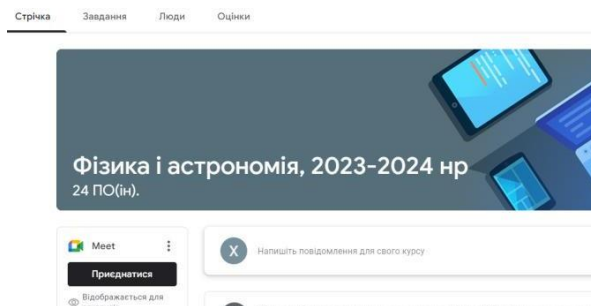 Стрічка Завдання Люди Оцінки
Фізика і астрономія, 2023-2024 нр
24 ПО(ін).
Meet
Приєднатися
Відображається для
X
Напишіть повідомлення для свого курсу